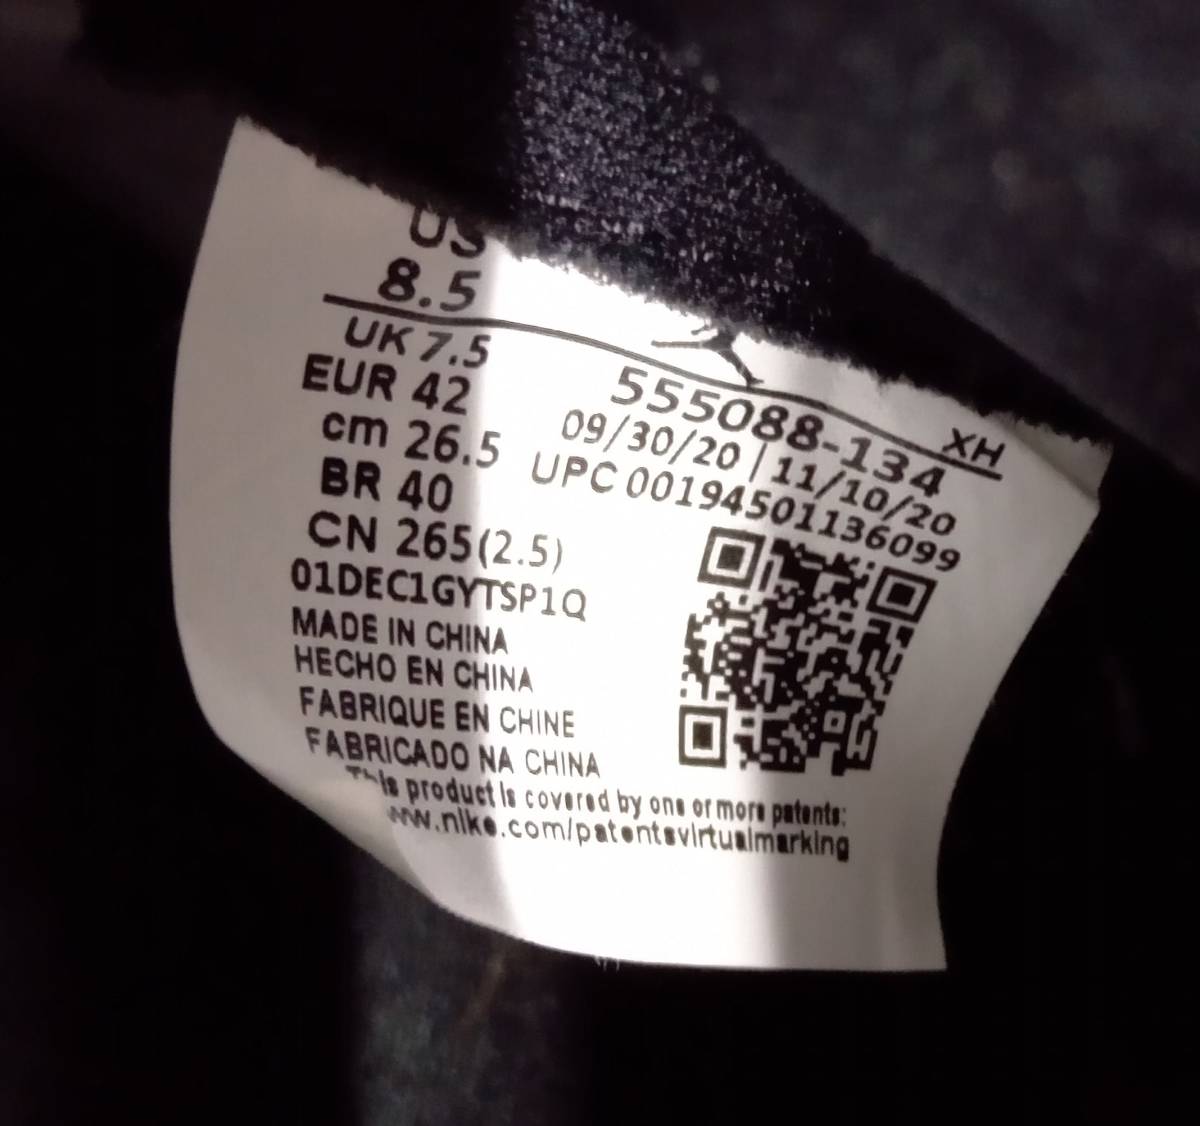 US
8.5
UK 7.5
EUR 42
cm 26.5
BR 40
CN 265(2.5)
01DEC1GYTSP1Q
MADE IN CHINA
HECHO EN CHINA
FABRIQUE EN CHINE
FABRICADO NA CHINA
XH
555088-134
09/30/20 | 11/10/20
UPC 00194501136099
This product is covered by one or more patents:
www.nike.com/patentsvirtualmarking